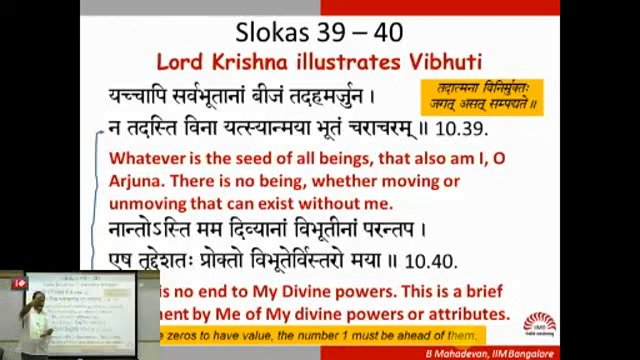 Slokas 39 – 40
Lord Krishna illustrates Vibhuti
यच्चापि सर्वभूतानां बीजं तदहमर्जुन।
न तदस्ति विना यत्स्यान्मया भूतं चराचरम्॥ 10.39.
तदात्मना विनिर्मुक्तः
जगत् असत् सम्पद्यते॥
Whatever is the seed of all beings, that also am I, O
Arjuna. There is no being, whether moving or
unmoving that can exist without me.
नान्तोऽस्ति मम दिव्यानां विभूतीनां परन्तप।
एष तूद्देशतः प्रोक्तो विभूतेर्विस्तरो मया॥ 10.40.
is no end to My Divine powers. This is a brief
by Me of My divine powers or attributes.
zeros to have value, the number 1 must be ahead of them.
B Mahadevan, IIM Bangalore